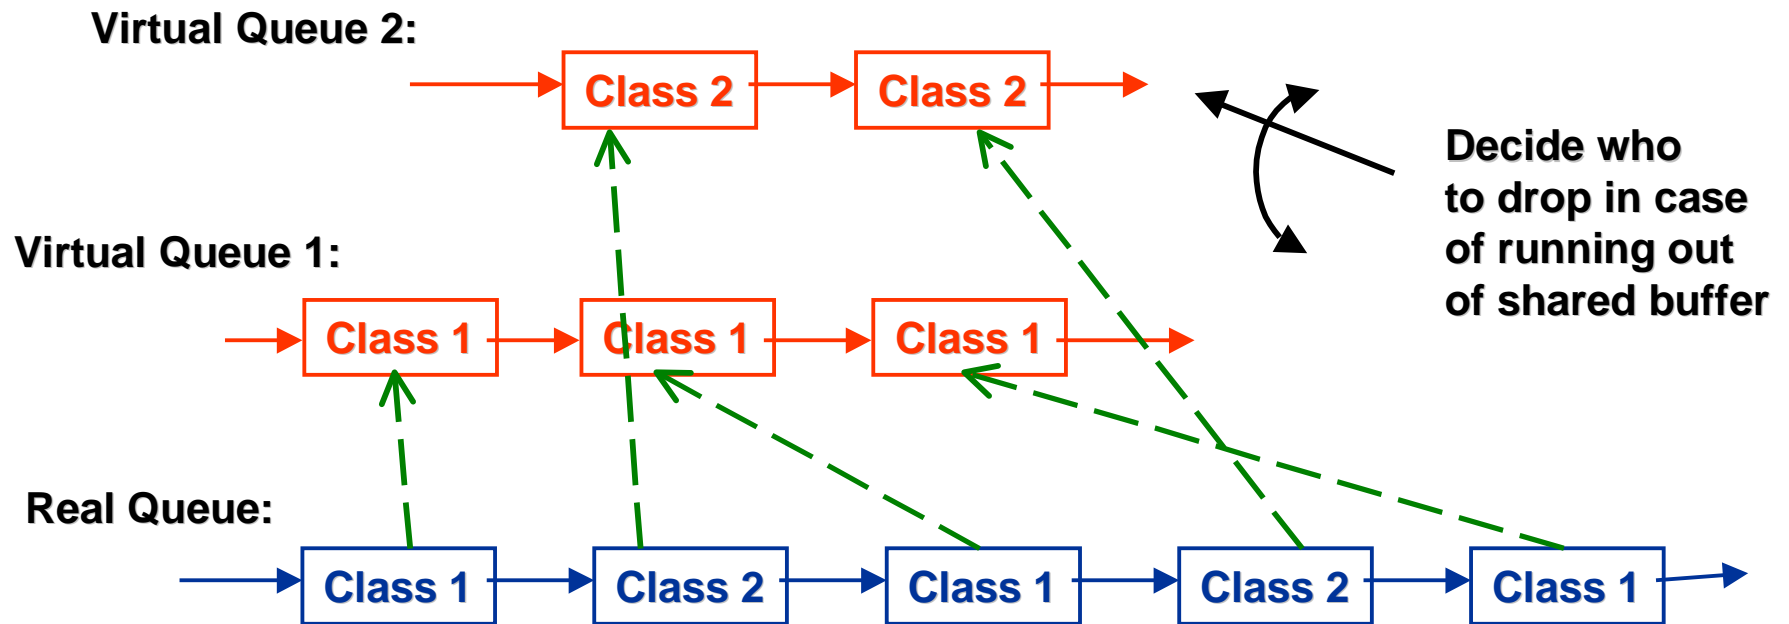 Virtual Queue 2:
Class 2
Class 2
Decide who
to drop in case
of running out
of shared buffer
Virtual Queue 1:
Class 1
Class 1
Class 1
Real Queue:
Class 1
Class 2
Class 1
Class 2
Class 1